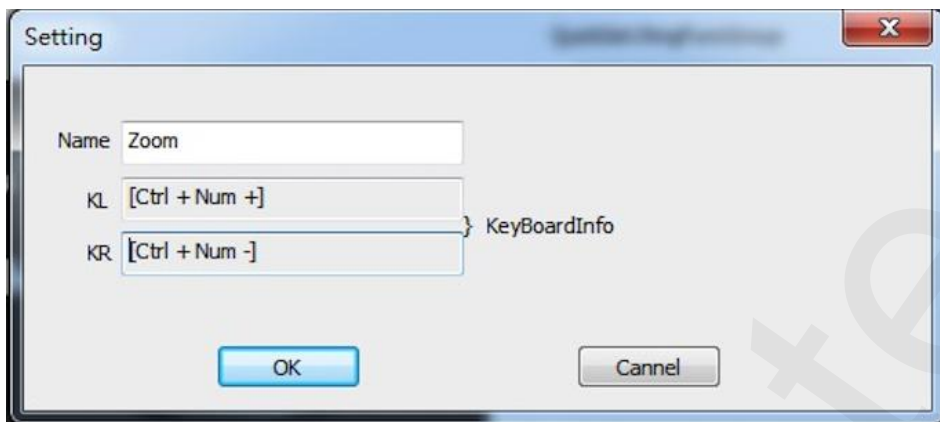 Setting
Name Zoom
KL [Ctrl + Num +]
} KeyBoardInfo
KR [Ctrl + Num -]
OK Cannel